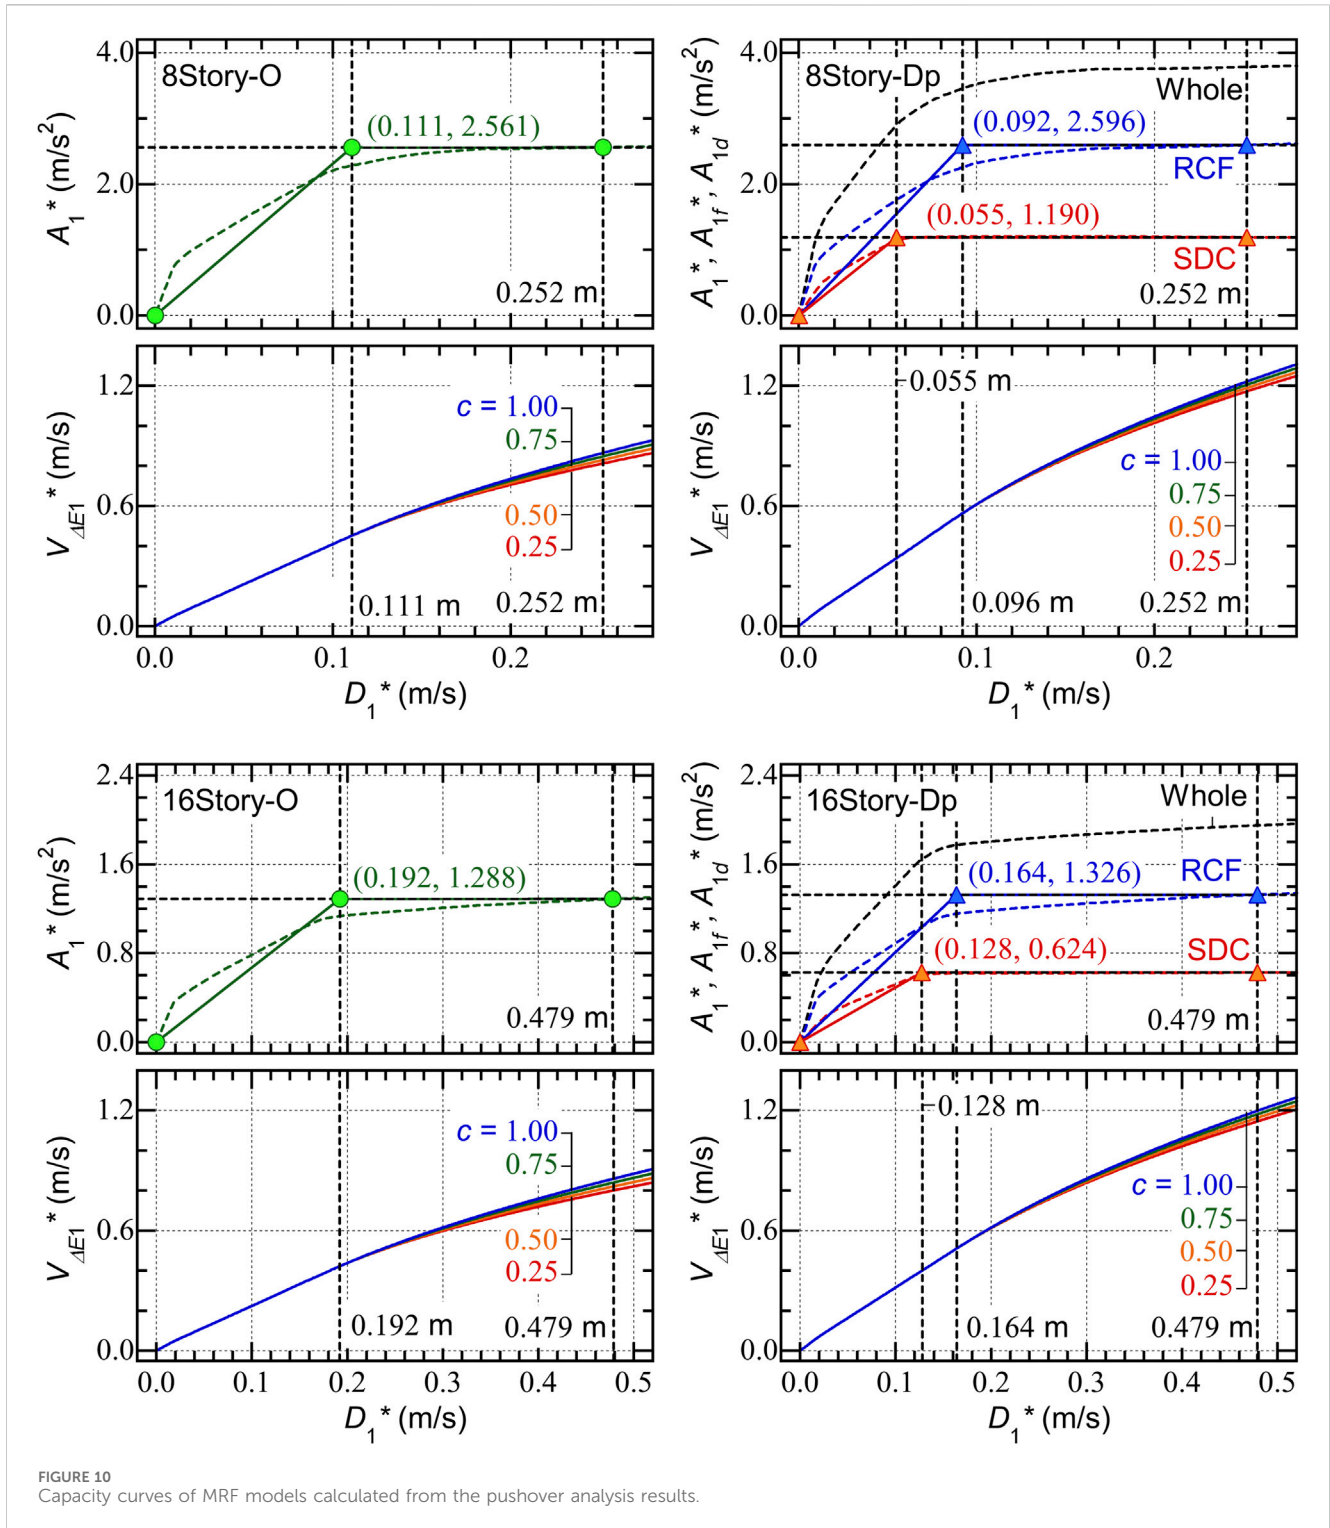 4.0
2.0
0.0
A1* (m/s2)
8Story-O
(0.111, 2.561)
0.252 m
1.2
0.6
0.0
VΔE1* (m/s)
c = 1.00
0.75
0.50
0.25
0.111 m
0.252 m
0.0 0.1 0.2
D1* (m/s)
4.0
2.0
0.0
A1*, A1f*, A1d* (m/s2)
8Story-Dp
Whole
(0.092, 2.596)
RCF
(0.055, 1.190)
SDC
0.252 m
1.2
0.6
0.0
VΔE1* (m/s)
0.055 m
c = 1.00
0.75
0.50
0.25
0.096 m
0.252 m
0.0 0.1 0.2
D1* (m/s)
2.4
1.6
0.8
0.0
A1* (m/s2)
16Story-O
(0.192, 1.288)
0.479 m
1.2
0.6
0.0
VΔE1* (m/s)
c = 1.00
0.75
0.50
0.25
0.192 m
0.479 m
0.0 0.1 0.2 0.3 0.4 0.5
D1* (m/s)
2.4
1.6
0.8
0.0
A1*, A1f*, A1d* (m/s2)
16Story-Dp
Whole
(0.164, 1.326)
RCF
(0.128, 0.624)
SDC
0.479 m
1.2
0.6
0.0
VΔE1* (m/s)
0.128 m
c = 1.00
0.75
0.50
0.25
0.164 m
0.479 m
0.0 0.1 0.2 0.3 0.4 0.5
D1* (m/s)
FIGURE 10
Capacity curves of MRF models calculated from the pushover analysis results.